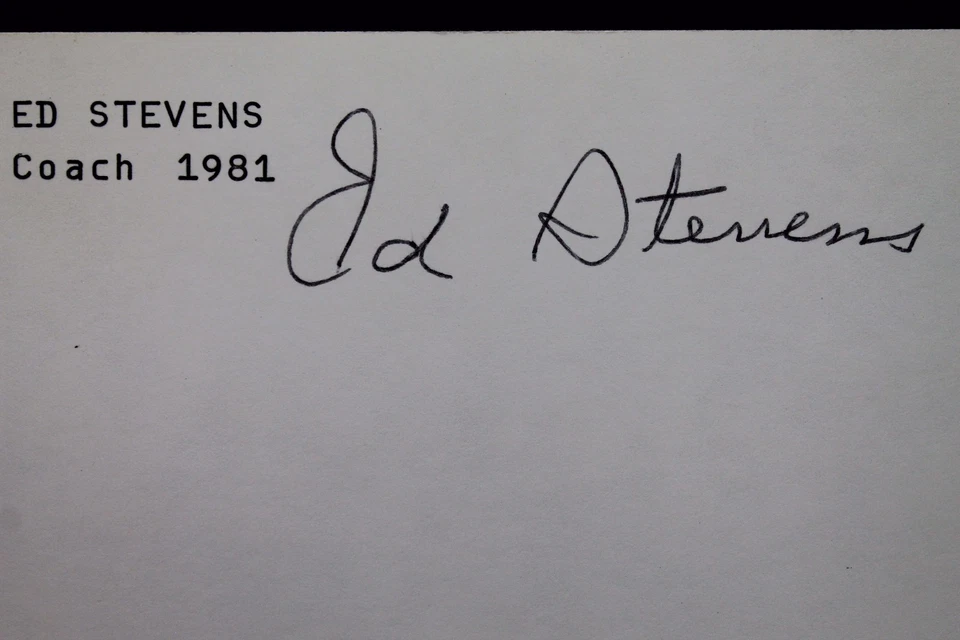 ED STEVENS
Coach 1981
Ed Stevens